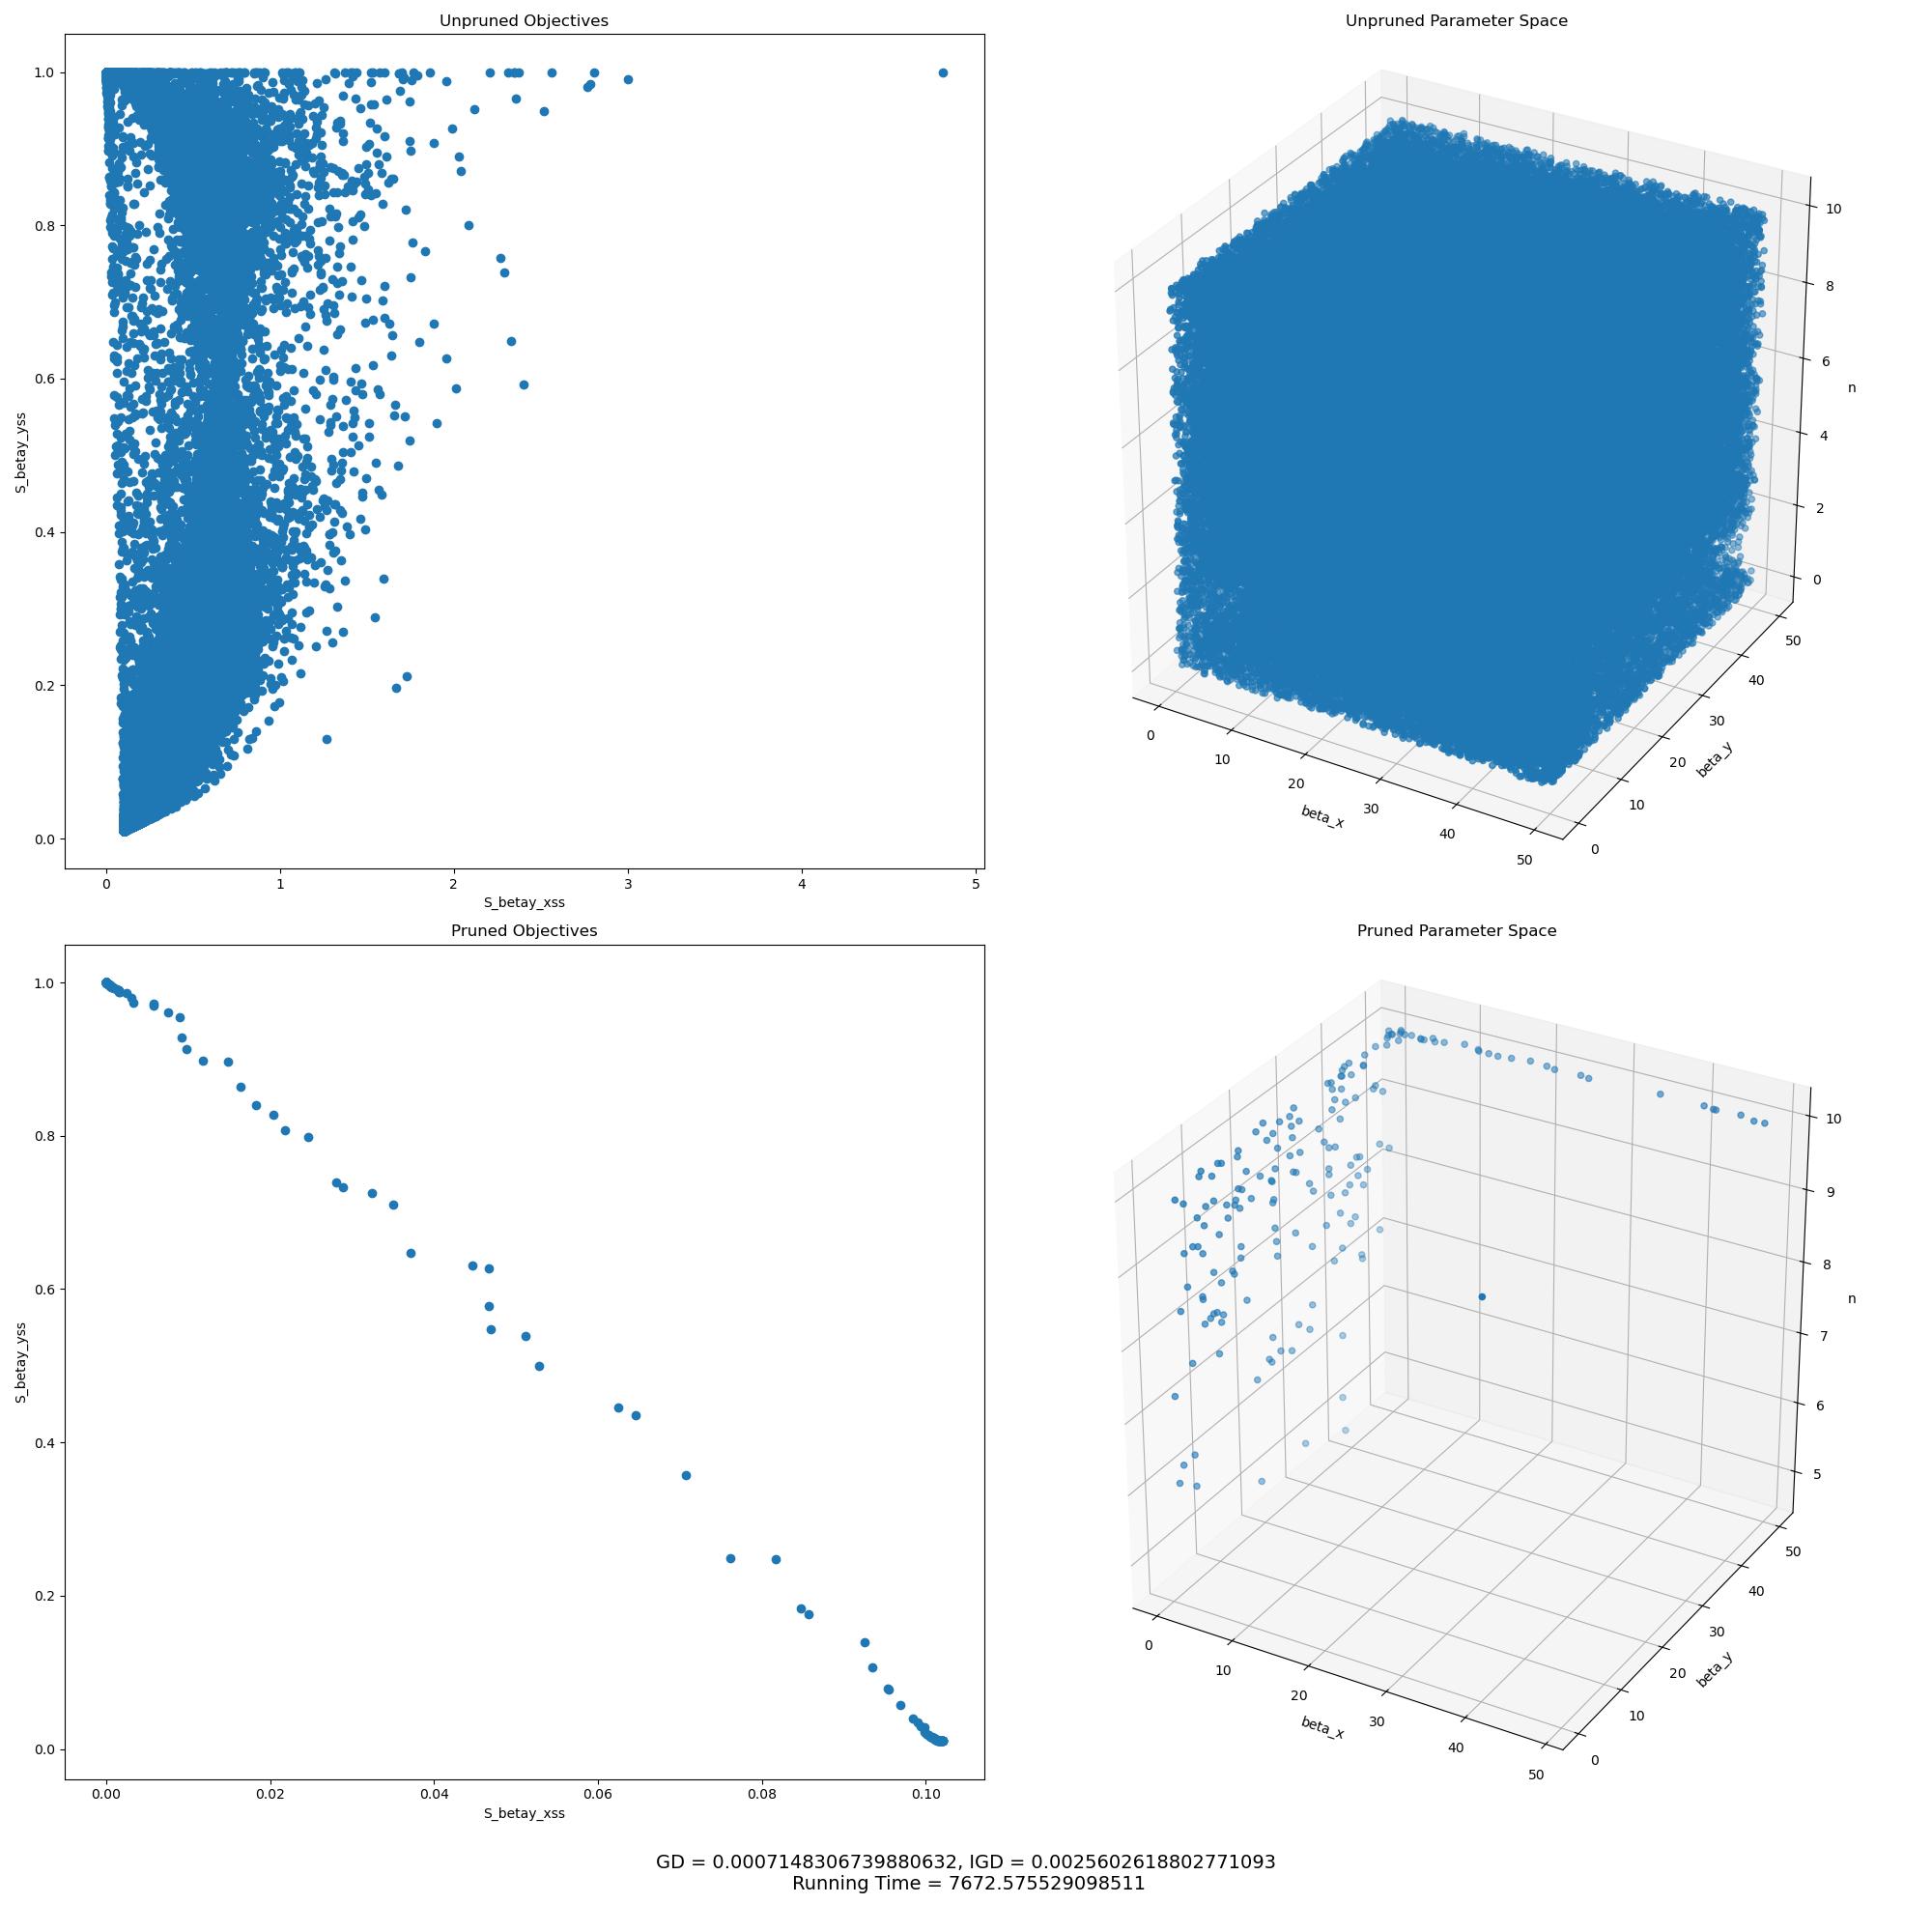 Unpruned Objectives
1.0
0.8
0.6
0.4
0.2
0.0
S_betay_yss
0 1 2 3 4 5
S_betay_xss
Unpruned Parameter Space
10
8
6
4
2
0
n
50
40
30
20
10
0
beta_y
0 10 20 30 40 50
beta_x
Pruned Objectives
1.0
0.8
0.6
0.4
0.2
0.0
S_betay_yss
0.00 0.02 0.04 0.06 0.08 0.10
S_betay_xss
Pruned Parameter Space
10
9
8
7
6
5
n
50
40
30
20
10
0
beta_y
0 10 20 30 40 50
beta_x
GD = 0.0007148306739880632, IGD = 0.0025602618802771093
Running Time = 7672.575529098511